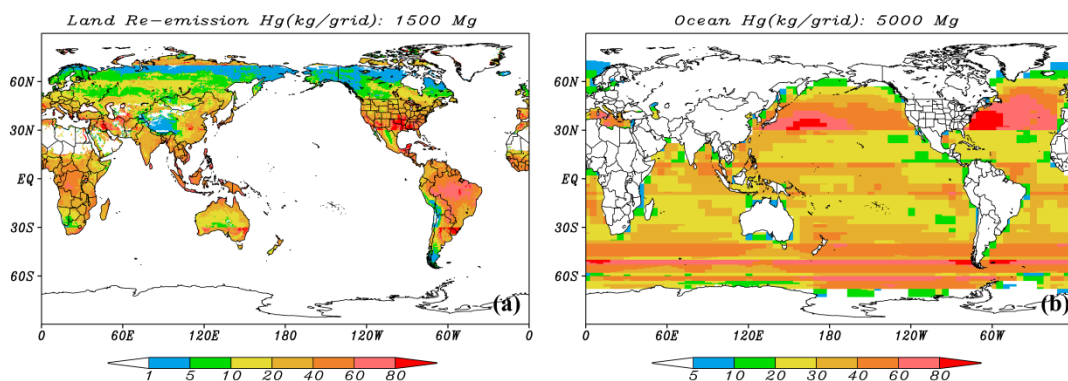 Land Re-emission Hg(kg/grid): 1500 Mg
60N
30N
EQ
30S
60S
(a)
0 60E 120E 180 120W 60W 0
1 5 10 20 40 60 80
Ocean Hg(kg/grid): 5000 Mg
60N
30N
EQ
30S
60S
(b)
0 60E 120E 180 120W 60W
5 10 20 30 40 60 80